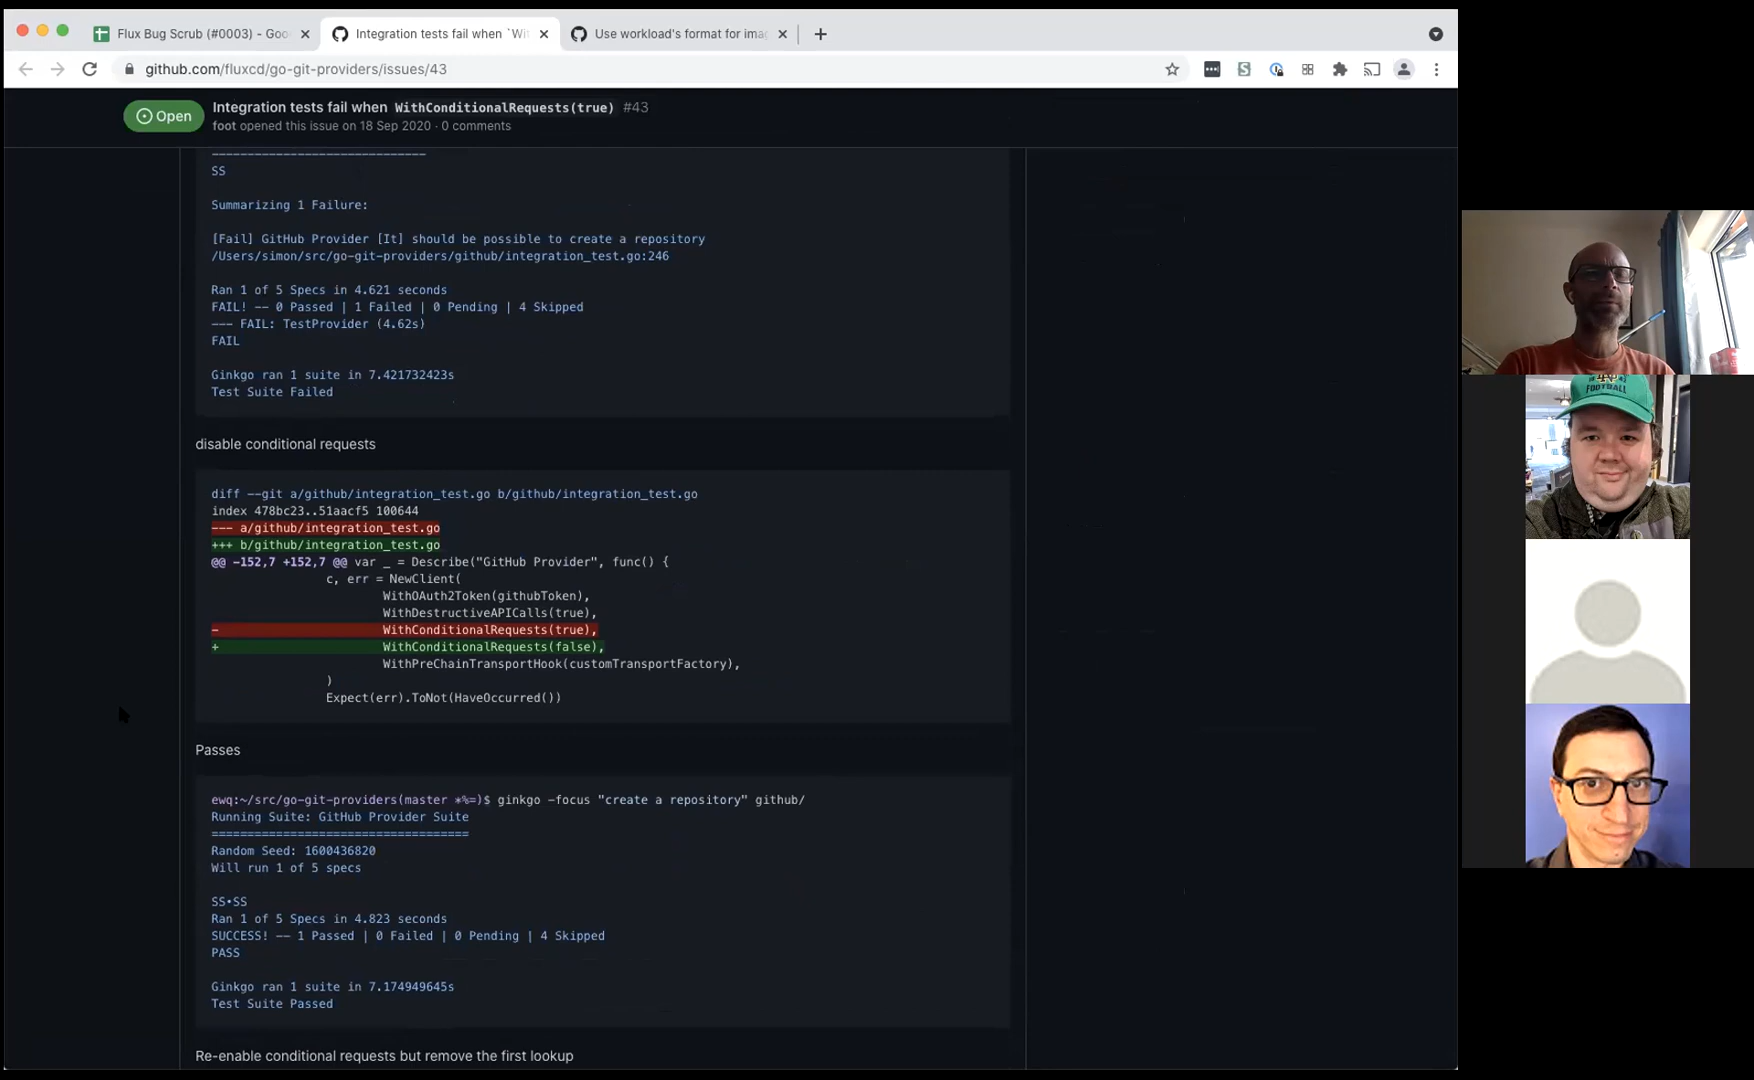 Flux Bug Scrub (#0003) - Goo
Integration tests fail when `Wit
Use workload's format for imag
github.com/fluxcd/go-git-providers/issues/43
Open
Integration tests fail when WithConditionalRequests(true) #43
foot opened this issue on 18 Sep 2020 · 0 comments
------------------------------
SS
Summarizing 1 Failure:
[Fail] GitHub Provider [It] should be possible to create a repository
/Users/simon/src/go-git-providers/github/integration_test.go:246
Ran 1 of 5 Specs in 4.621 seconds
FAIL! -- 0 Passed | 1 Failed | 0 Pending | 4 Skipped
--- FAIL: TestProvider (4.62s)
FAIL
Ginkgo ran 1 suite in 7.421732423s
Test Suite Failed
disable conditional requests
diff --git a/github/integration_test.go b/github/integration_test.go
index 478bc23..51aacf5 100644
--- a/github/integration_test.go
+++ b/github/integration_test.go
@@ -152,7 +152,7 @@ var _ = Describe("GitHub Provider", func() {
c, err = NewClient(
WithOAuth2Token(githubToken),
WithDestructiveAPICalls(true),
- WithConditionalRequests(true),
+ WithConditionalRequests(false),
WithPreChainTransportHook(customTransportFactory),
)
Expect(err).ToNot(HaveOccurred())
Passes
ewq:~/src/go-git-providers(master *%=)$ ginkgo -focus "create a repository" github/
Running Suite: GitHub Provider Suite
====================================
Random Seed: 1600436820
Will run 1 of 5 specs
SS•SS
Ran 1 of 5 Specs in 4.823 seconds
SUCCESS! -- 1 Passed | 0 Failed | 0 Pending | 4 Skipped
PASS
Ginkgo ran 1 suite in 7.174949645s
Test Suite Passed
Re-enable conditional requests but remove the first lookup
FOOTBALL